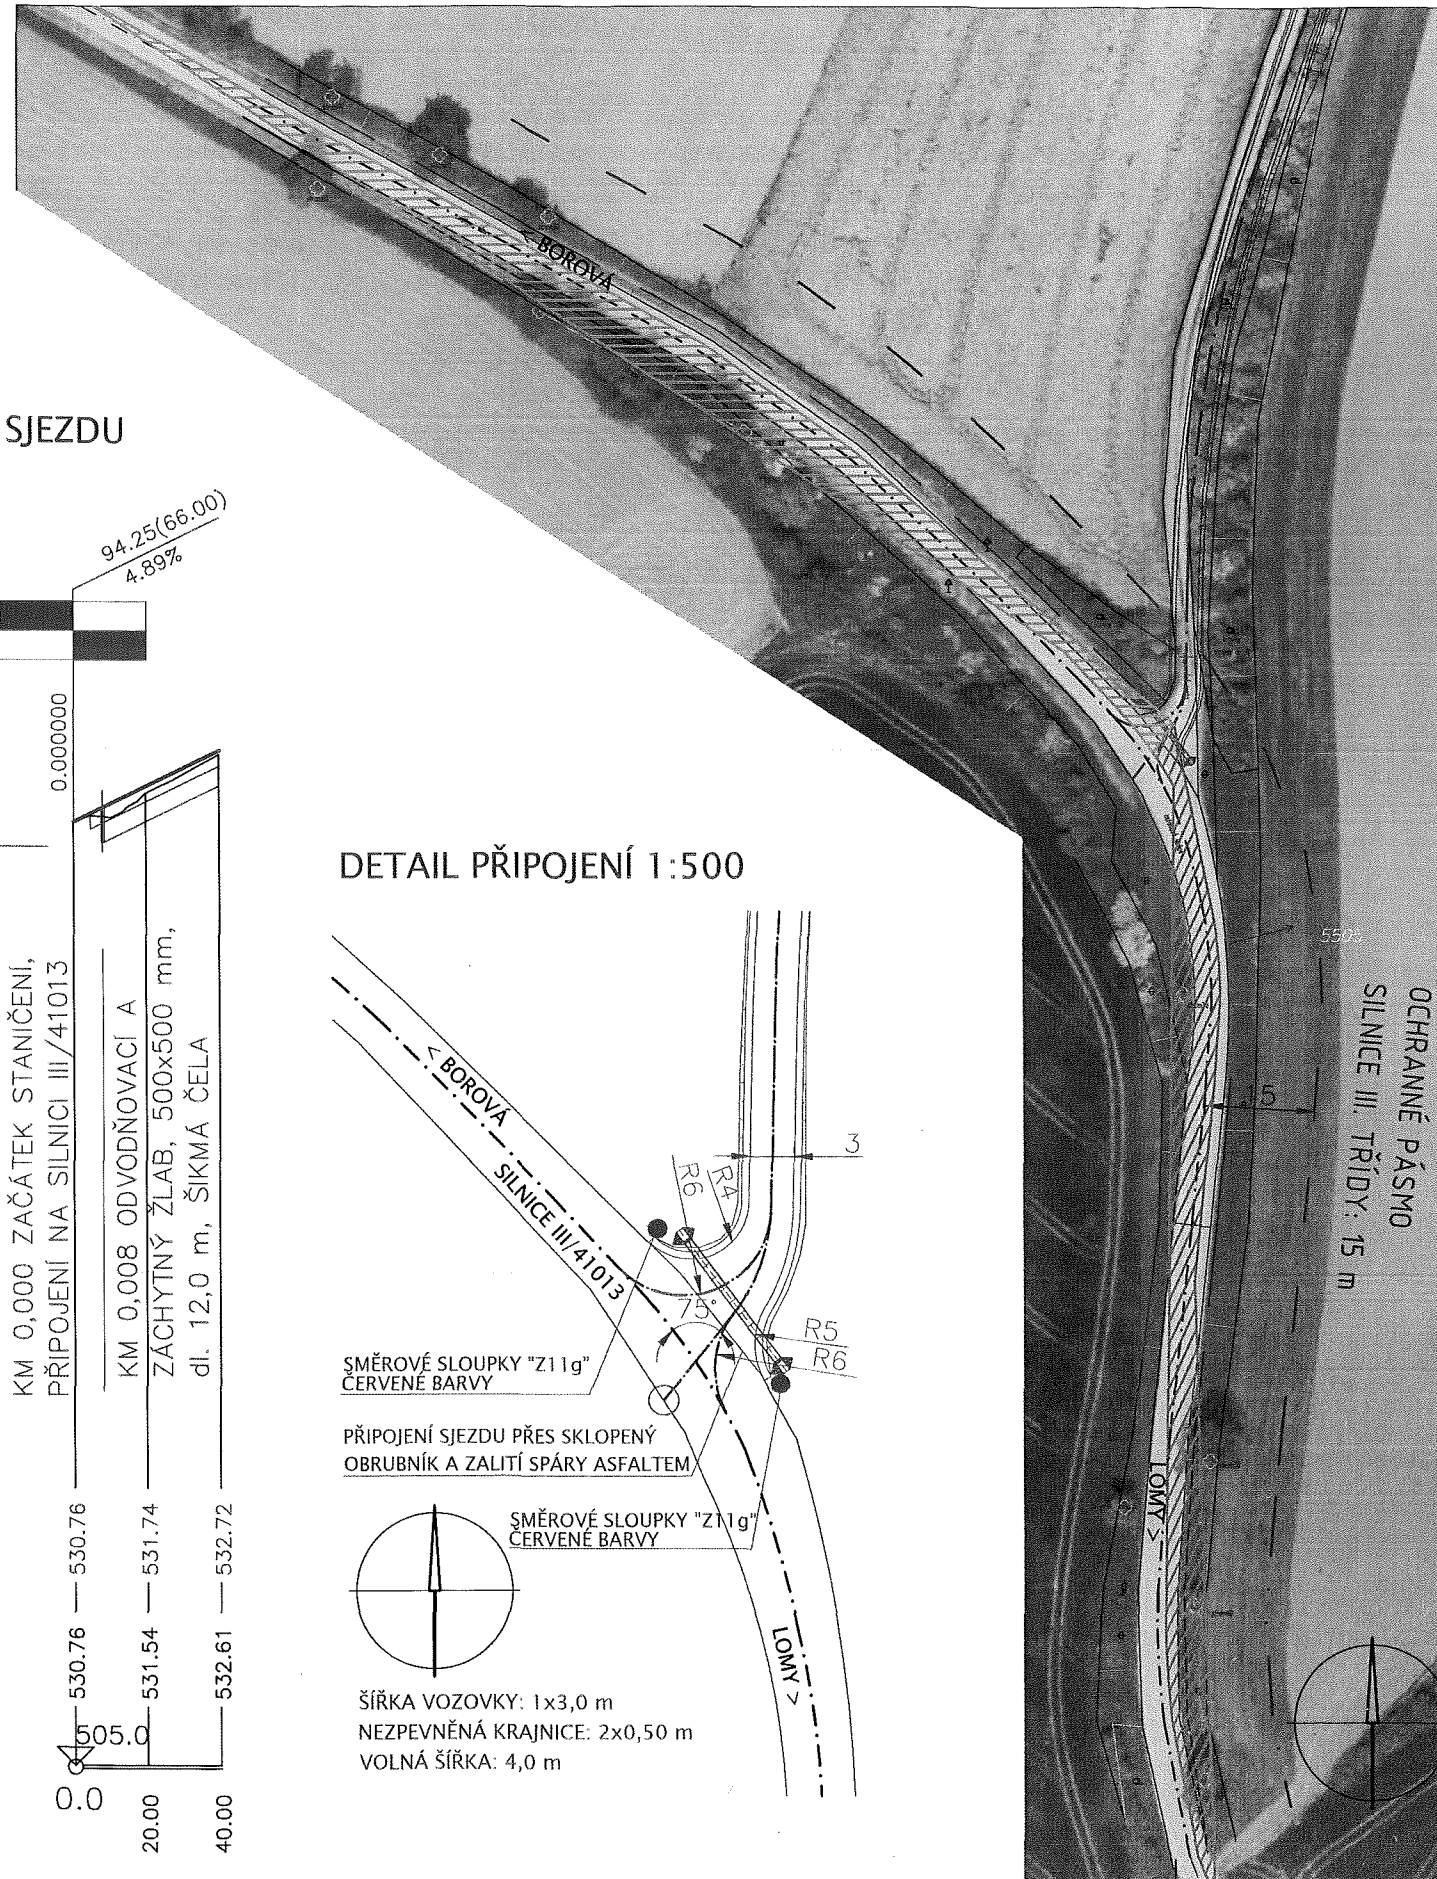 SJEZDU
94.25(66.00)
4.89%
0.000000
KM 0,000 ZAČÁTEK STANIČENÍ,
PŘIPOJENÍ NA SILNICI III/41013
KM 0,008 ODVODŇOVACÍ A
ZÁCHYTNÝ ŽLAB, 500x500 mm,
dl. 12,0 m, ŠIKMÁ ČELA
530.76
531.74
532.72
530.76
531.54
532.61
505.0
0.0
20.00
40.00
DETAIL PŘIPOJENÍ 1:500
< BOROVÁ
SILNICE III/41013
R6
R4
3
75°
R5
R6
SMĚROVÉ SLOUPKY "Z11g"
ČERVENÉ BARVY
PŘIPOJENÍ SJEZDU PŘES SKLOPENÝ
OBRUBNÍK A ZALITÍ SPÁRY ASFALTEM
SMĚROVÉ SLOUPKY "Z11g"
ČERVENÉ BARVY
LOMY >
ŠÍŘKA VOZOVKY: 1x3,0 m
NEZPEVNĚNÁ KRAJNICE: 2x0,50 m
VOLNÁ ŠÍŘKA: 4,0 m
< BOROVÁ
15
OCHRANNÉ PÁSMO
SILNICE III. TŘÍDY: 15 m
LOMY >